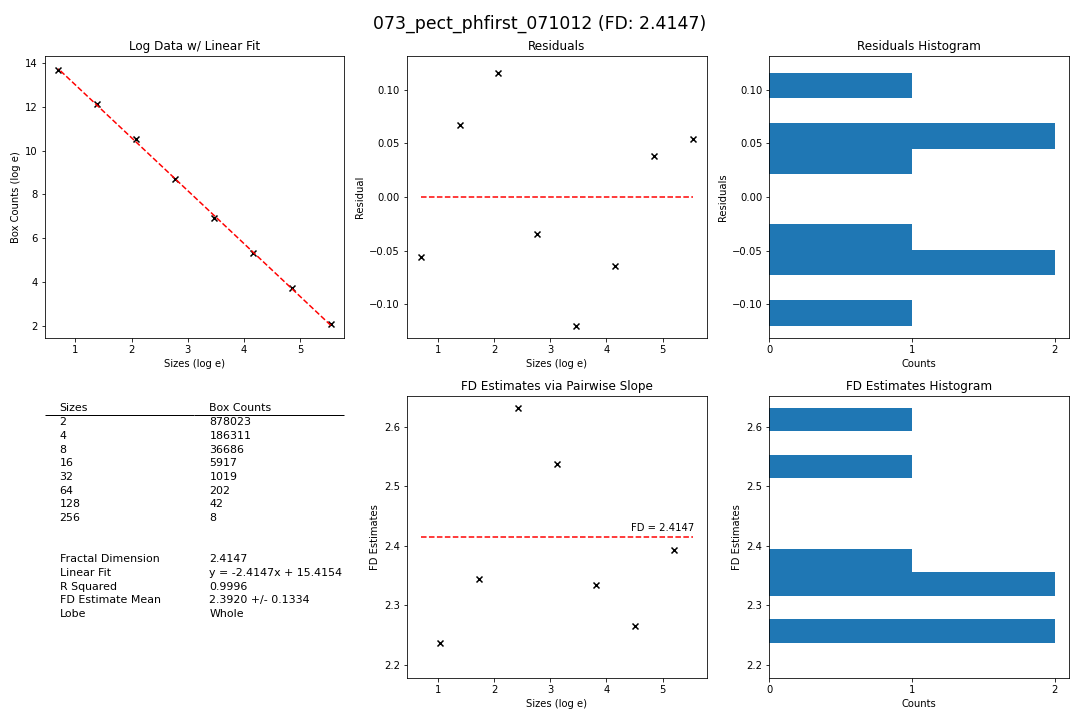 073_pect_phfirst_071012 (FD: 2.4147)
Log Data w/ Linear Fit
14
12
10
8
6
4
2
Box Counts (log e)
1 2 3 4 5
Sizes (log e)
Residuals
0.10
0.05
0.00
−0.05
−0.10
Residual
1 2 3 4 5
Sizes (log e)
Residuals Histogram
0.10
0.05
0.00
−0.05
−0.10
Residuals
0 1 2
Counts
Sizes Box Counts
2 878023
4 186311
8 36686
16 5917
32 1019
64 202
128 42
256 8
Fractal Dimension 2.4147
Linear Fit y = -2.4147x + 15.4154
R Squared 0.9996
FD Estimate Mean 2.3920 +/- 0.1334
Lobe Whole
FD Estimates via Pairwise Slope
2.6
2.5
2.4
2.3
2.2
FD Estimates
FD = 2.4147
1 2 3 4 5
Sizes (log e)
FD Estimates Histogram
2.6
2.5
2.4
2.3
2.2
FD Estimates
0 1 2
Counts